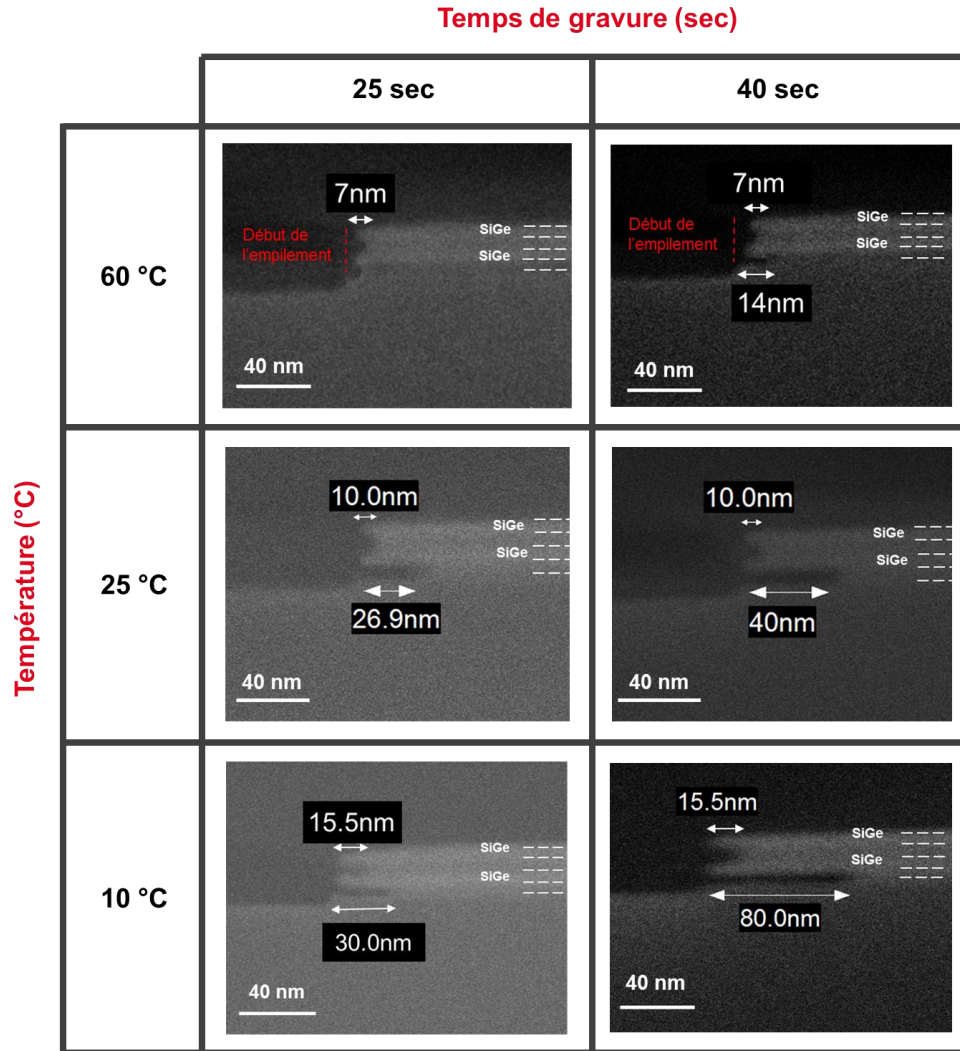 Temps de gravure (sec)
25 sec
40 sec
Température (°C)
60 °C
7nm
Début de
l'empilement
SiGe
SiGe
40 nm
7nm
Début de
l'empilement
SiGe
SiGe
14nm
40 nm
25 °C
10.0nm
SiGe
SiGe
26.9nm
40 nm
10.0nm
SiGe
SiGe
40nm
40 nm
10 °C
15.5nm
SiGe
SiGe
30.0nm
40 nm
15.5nm
SiGe
SiGe
80.0nm
40 nm